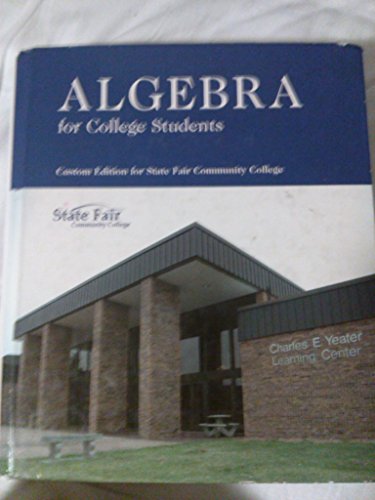 ALGEBRA
for College Students
Custom Edition for State Fair Community College
State Fair
Community College
Charles E Yeater
Learning Center